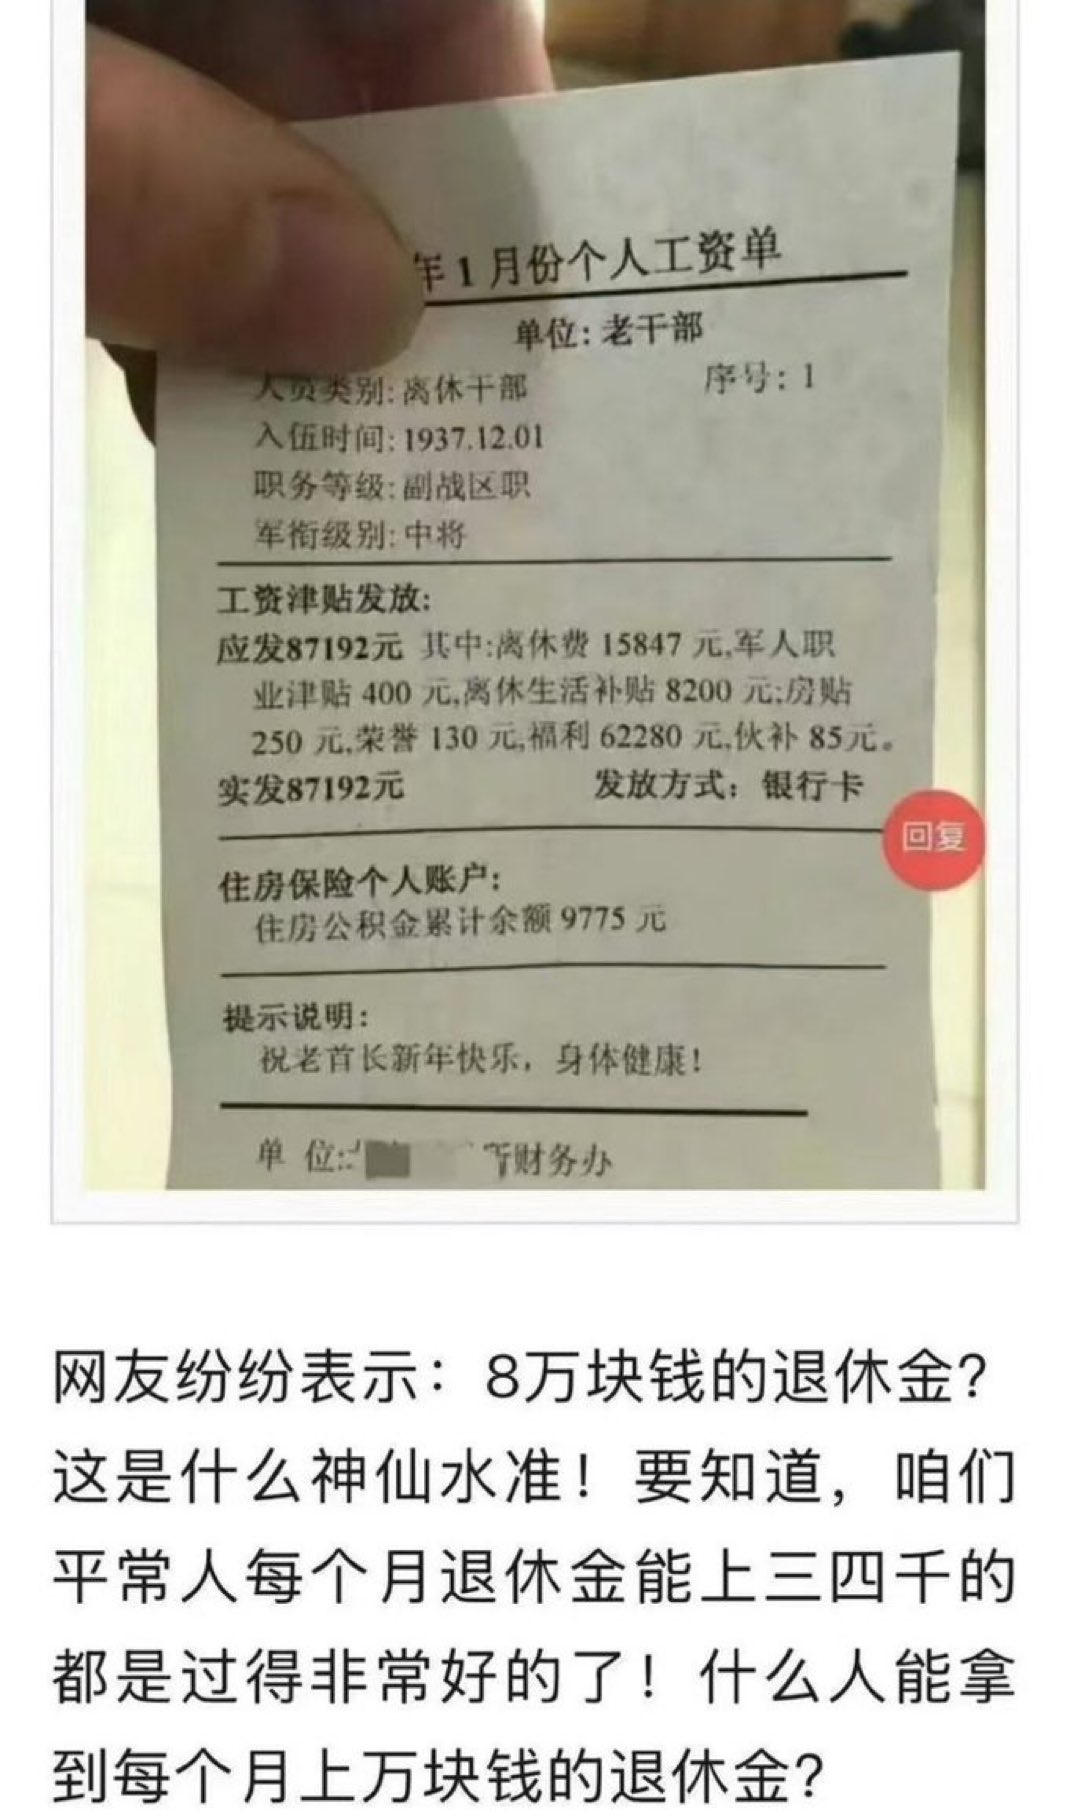 年1月份个人工资单
单位: 老干部
人员类别: 离休干部 序号: 1
入伍时间: 1937.12.01
职务等级: 副战区职
军衔级别: 中将
工资津贴发放:
应发87192元 其中:离休费 15847 元,军人职
业津贴 400 元,离休生活补贴 8200 元;房贴
250 元,荣誉 130 元,福利 62280 元,伙补 85元。
实发87192元 发放方式：银行卡
回复
住房保险个人账户:
住房公积金累计余额 9775 元
提示说明:
祝老首长新年快乐，身体健康!
单 位: 财务办
网友纷纷表示：8万块钱的退休金？
这是什么神仙水准！要知道，咱们
平常人每个月退休金能上三四千的
都是过得非常好的了！什么人能拿
到每个月上万块钱的退休金？